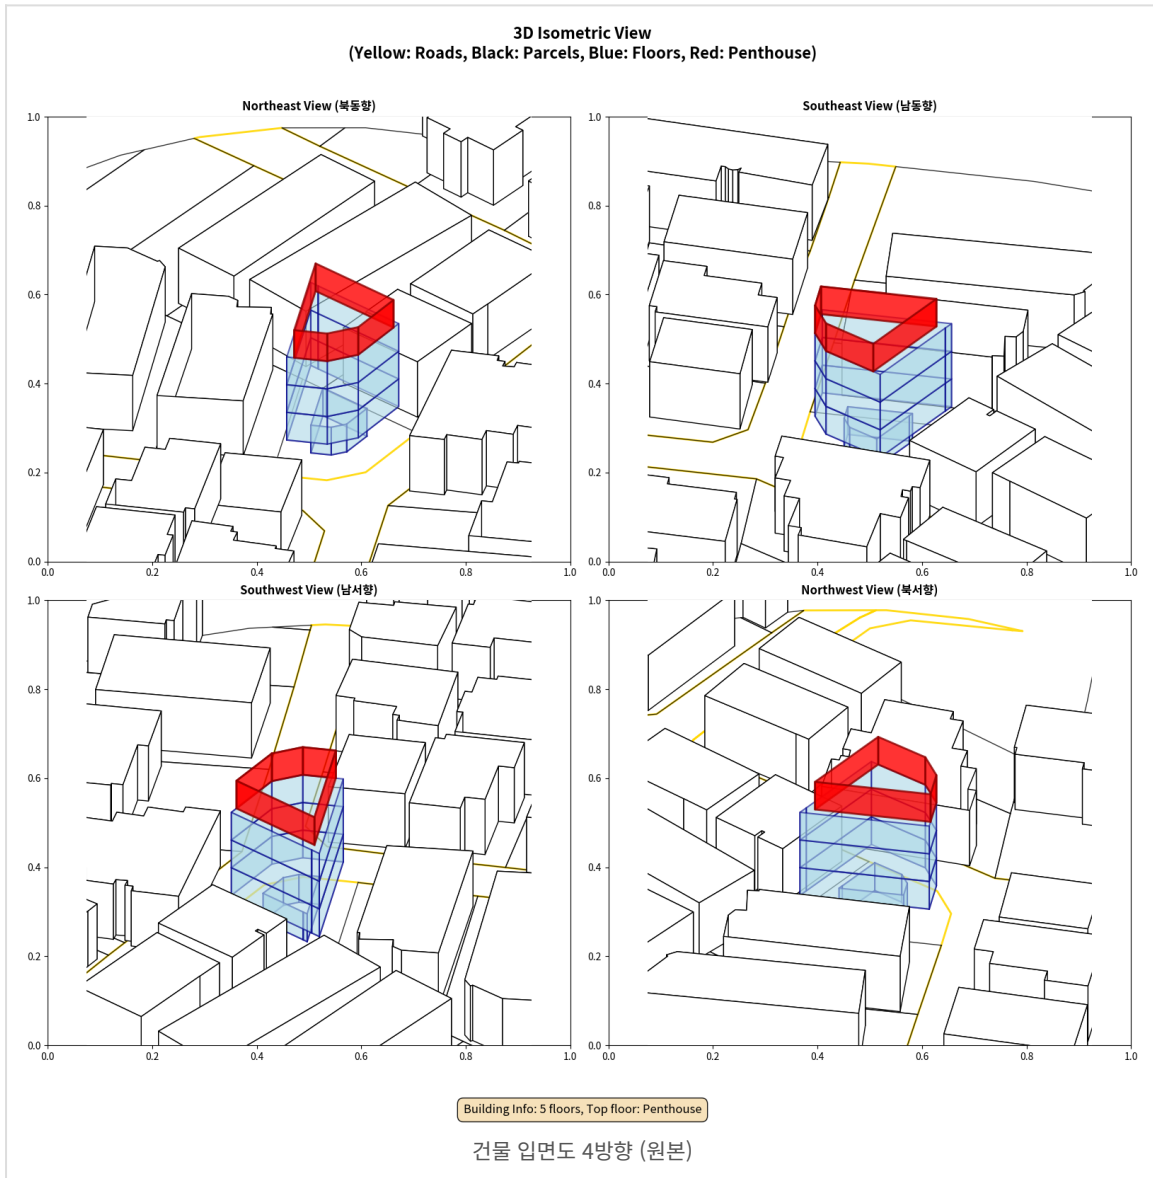 3D Isometric View
(Yellow: Roads, Black: Parcels, Blue: Floors, Red: Penthouse)
Northeast View (북동향)
1.0
0.8
0.6
0.4
0.2
0.0
0.0 0.2 0.4 0.6 0.8 1.0
Southeast View (남동향)
1.0
0.8
0.6
0.4
0.2
0.0
0.0 0.2 0.4 0.6 0.8 1.0
Southwest View (남서향)
1.0
0.8
0.6
0.4
0.2
0.0
0.0 0.2 0.4 0.6 0.8 1.0
Northwest View (북서향)
1.0
0.8
0.6
0.4
0.2
0.0
0.0 0.2 0.4 0.6 0.8 1.0
Building Info: 5 floors, Top floor: Penthouse
건물 입면도 4방향 (원본)